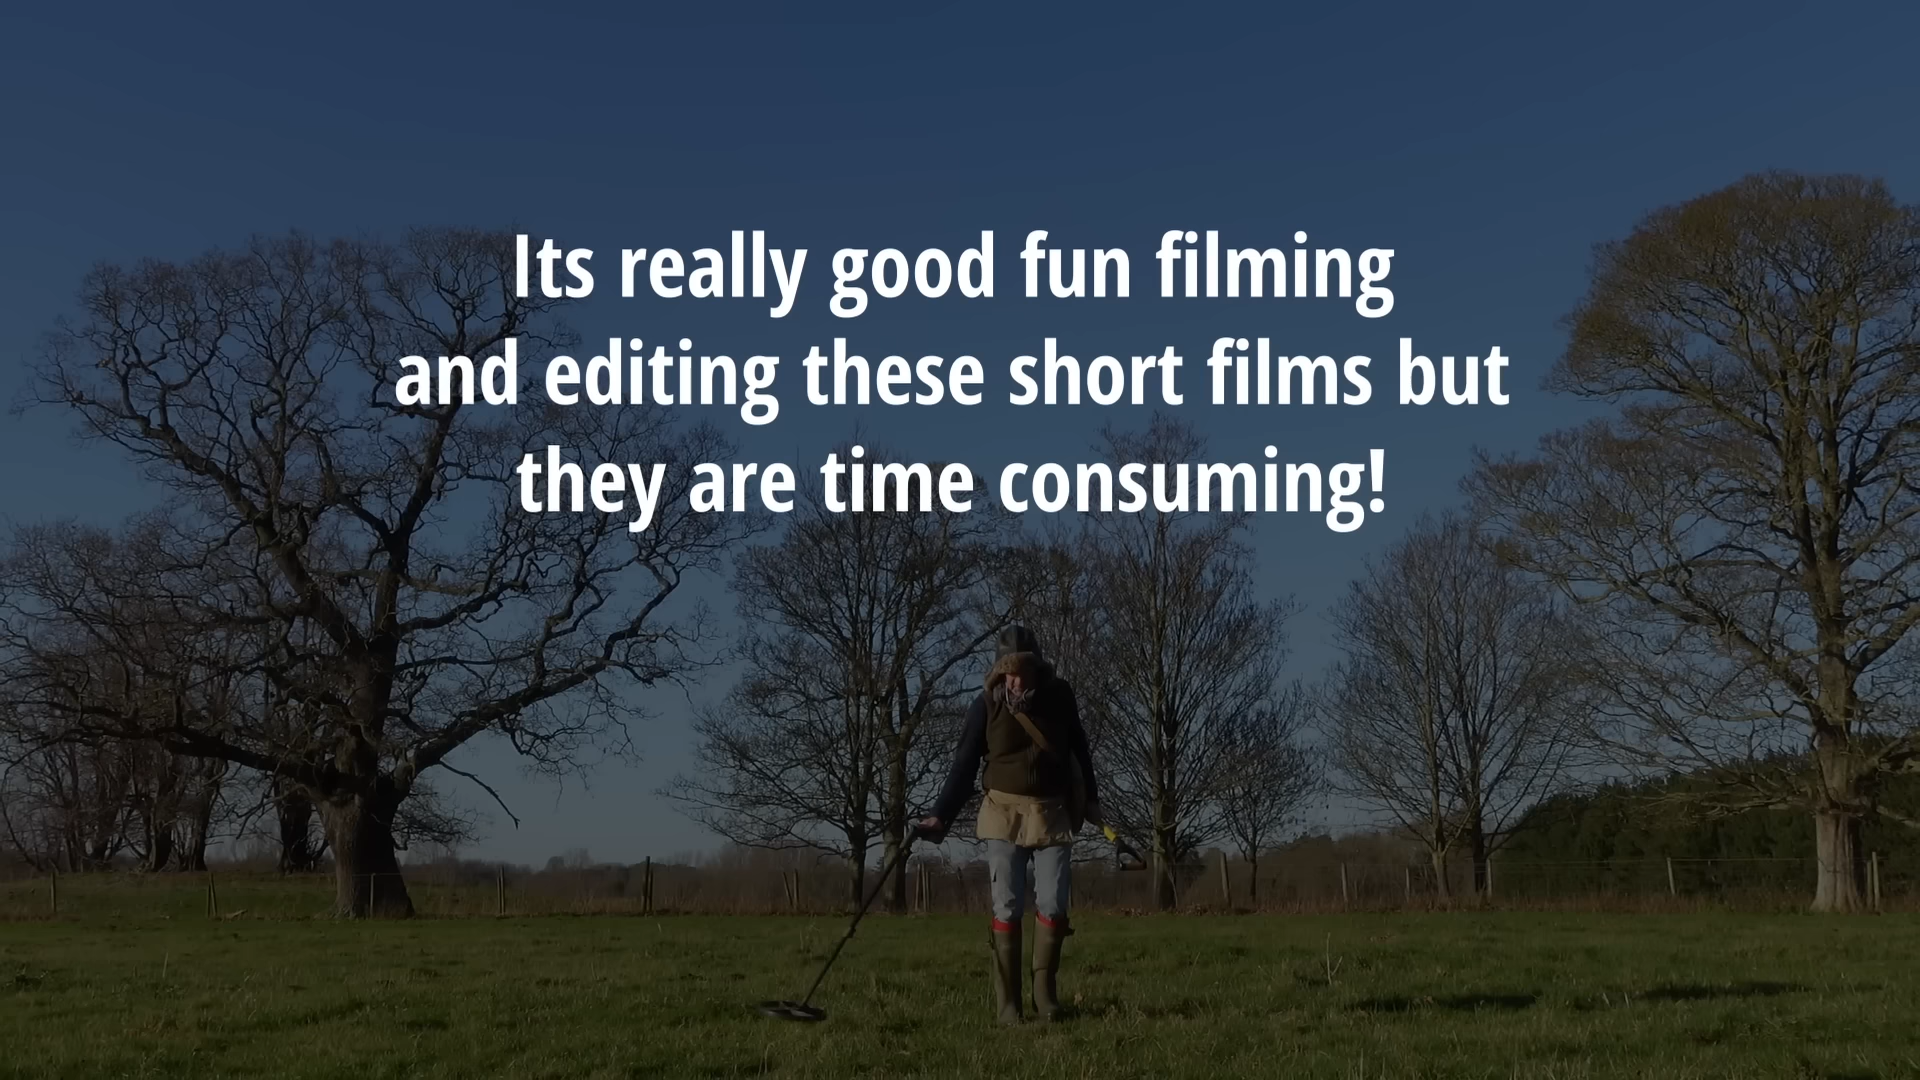 Its really good fun filming
and editing these short films but
they are time consuming!